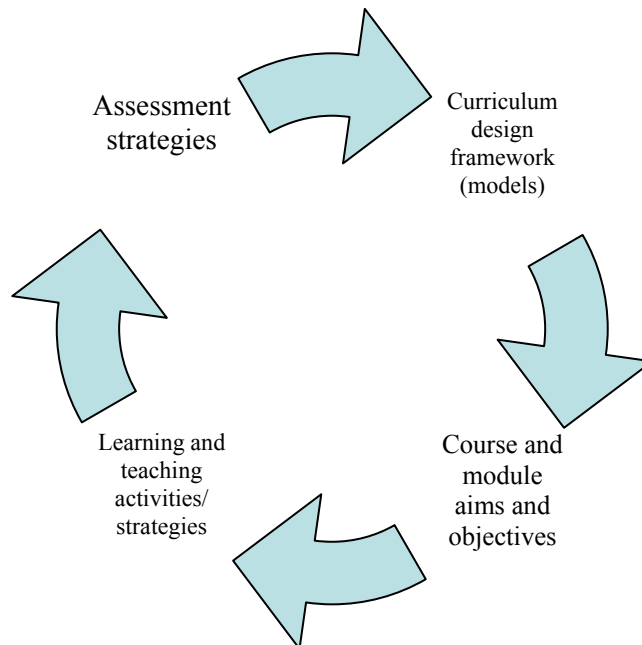 Assessment
strategies
Curriculum
design
framework
(models)
Course and
module
aims and
objectives
Learning and
teaching
activities/
strategies